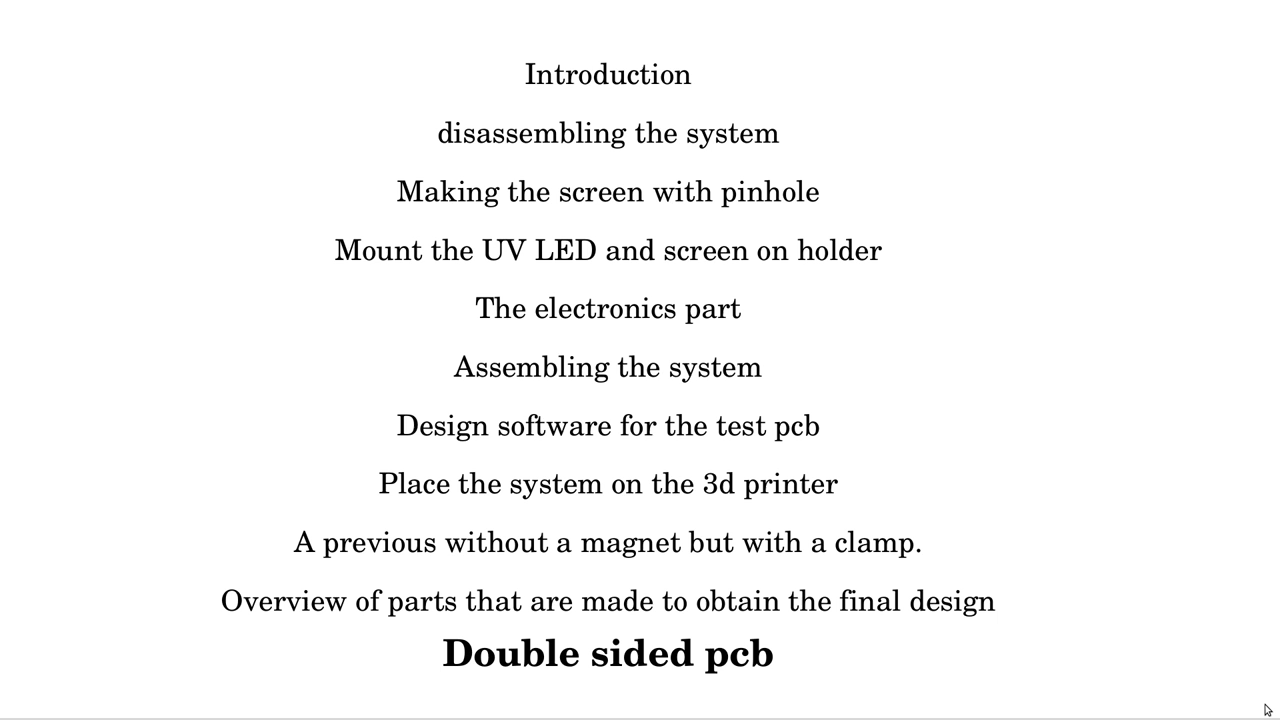 Introduction
disassembling the system
Making the screen with pinhole
Mount the UV LED and screen on holder
The electronics part
Assembling the system
Design software for the test pcb
Place the system on the 3d printer
A previous without a magnet but with a clamp.
Overview of parts that are made to obtain the final design
Double sided pcb